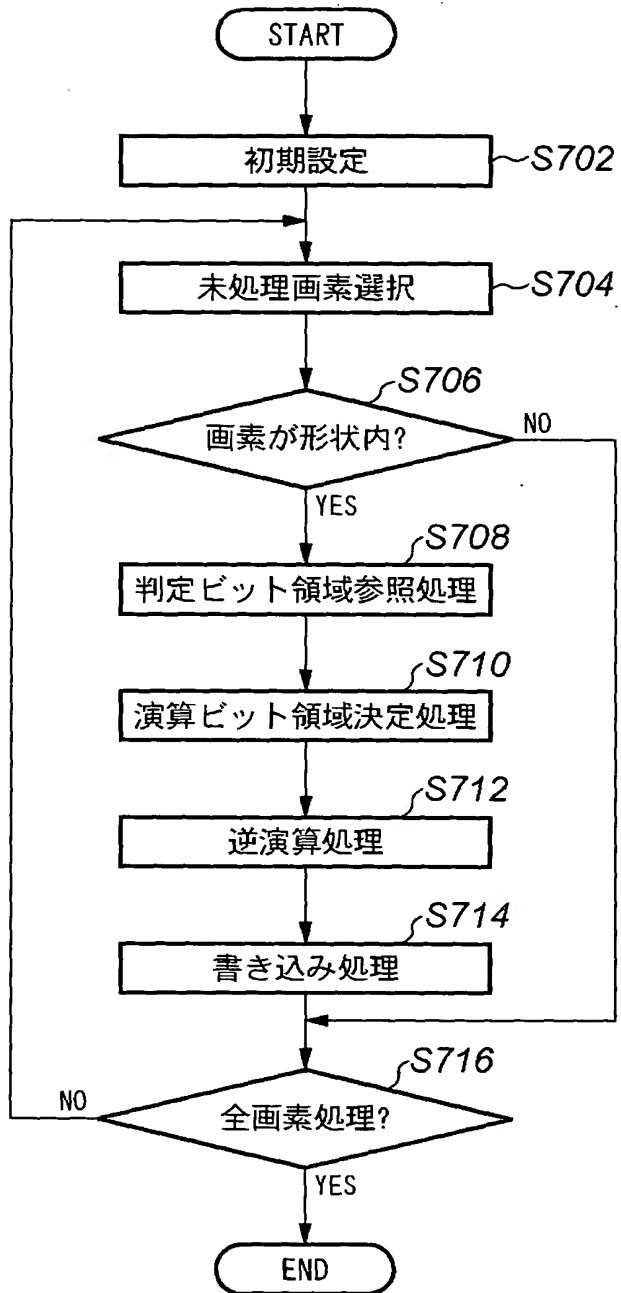 START
初期設定
S702
未処理画素選択
S704
S706
画素が形状内?
NO
YES
S708
判定ビット領域参照処理
S710
演算ビット領域決定処理
S712
逆演算処理
S714
書き込み処理
S716
NO
全画素処理?
YES
END